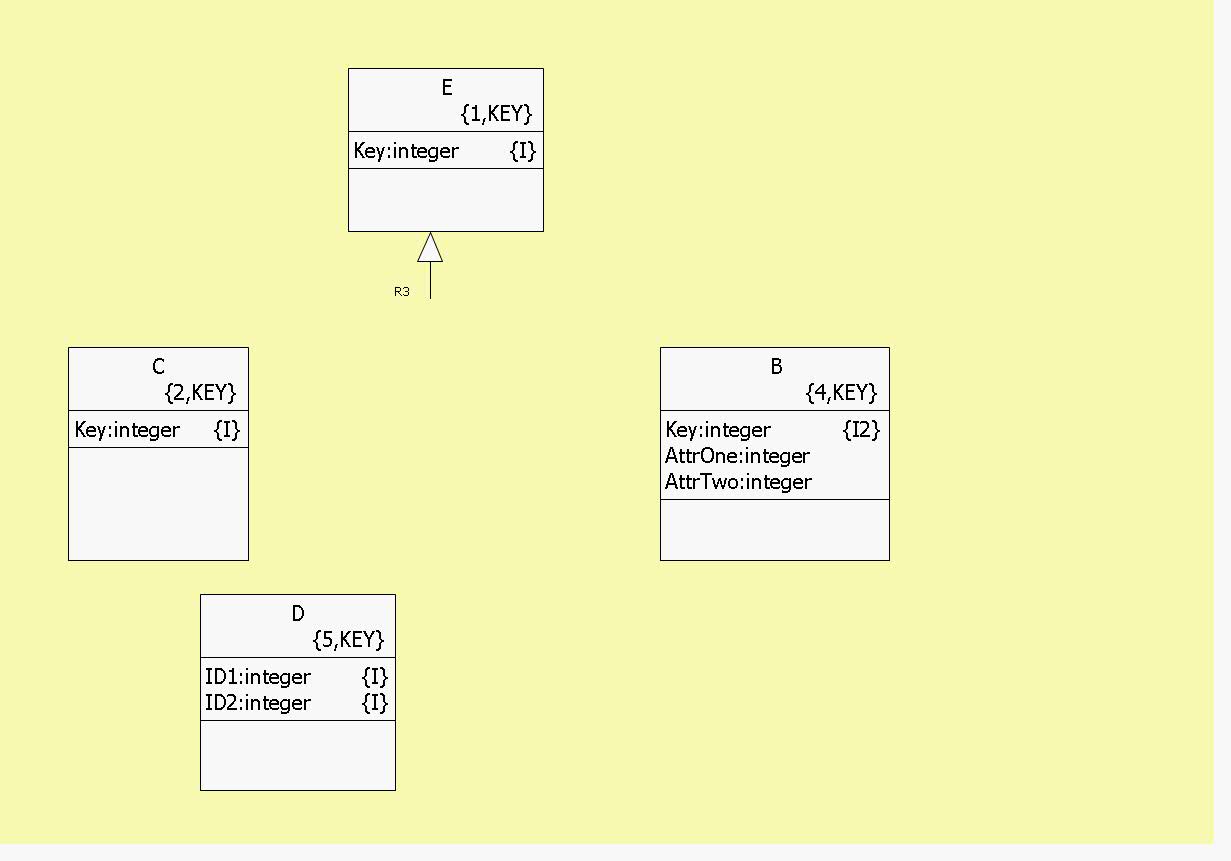 E
{1,KEY}
Key:integer {I}
R3
C
{2,KEY}
Key:integer {I}
B
{4,KEY}
Key:integer {I2}
AttrOne:integer
AttrTwo:integer
D
{5,KEY}
ID1:integer {I}
ID2:integer {I}